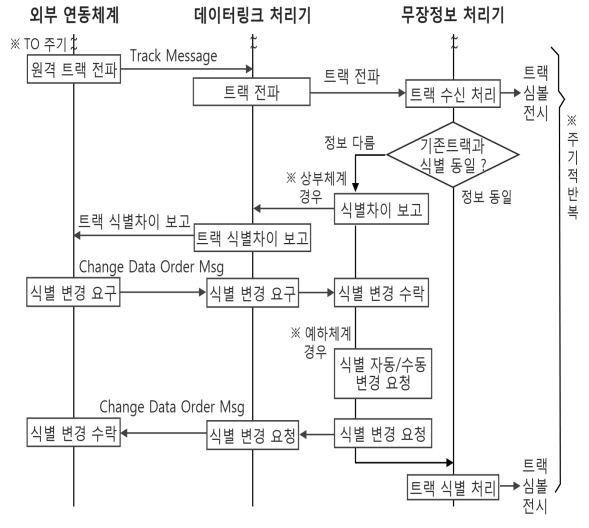 외부 연동체계
데이터링크 처리기
무장정보 처리기
※ TO 주기
Track Message
원격 트랙 전파
트랙 전파
트랙 전파
트랙 수신 처리
트랙
심볼
전시
※
주
기
적
반
복
기존트랙과
식별 동일 ?
정보 다름
정보 동일
※ 상부체계
경우
식별차이 보고
트랙 식별차이 보고
트랙 식별차이 보고
Change Data Order Msg
식별 변경 요구
식별 변경 요구
식별 변경 수락
※ 예하체계
경우
식별 자동/수동
변경 요청
Change Data Order Msg
식별 변경 수락
식별 변경 요청
식별 변경 요청
트랙 식별 처리
트랙
심볼
전시